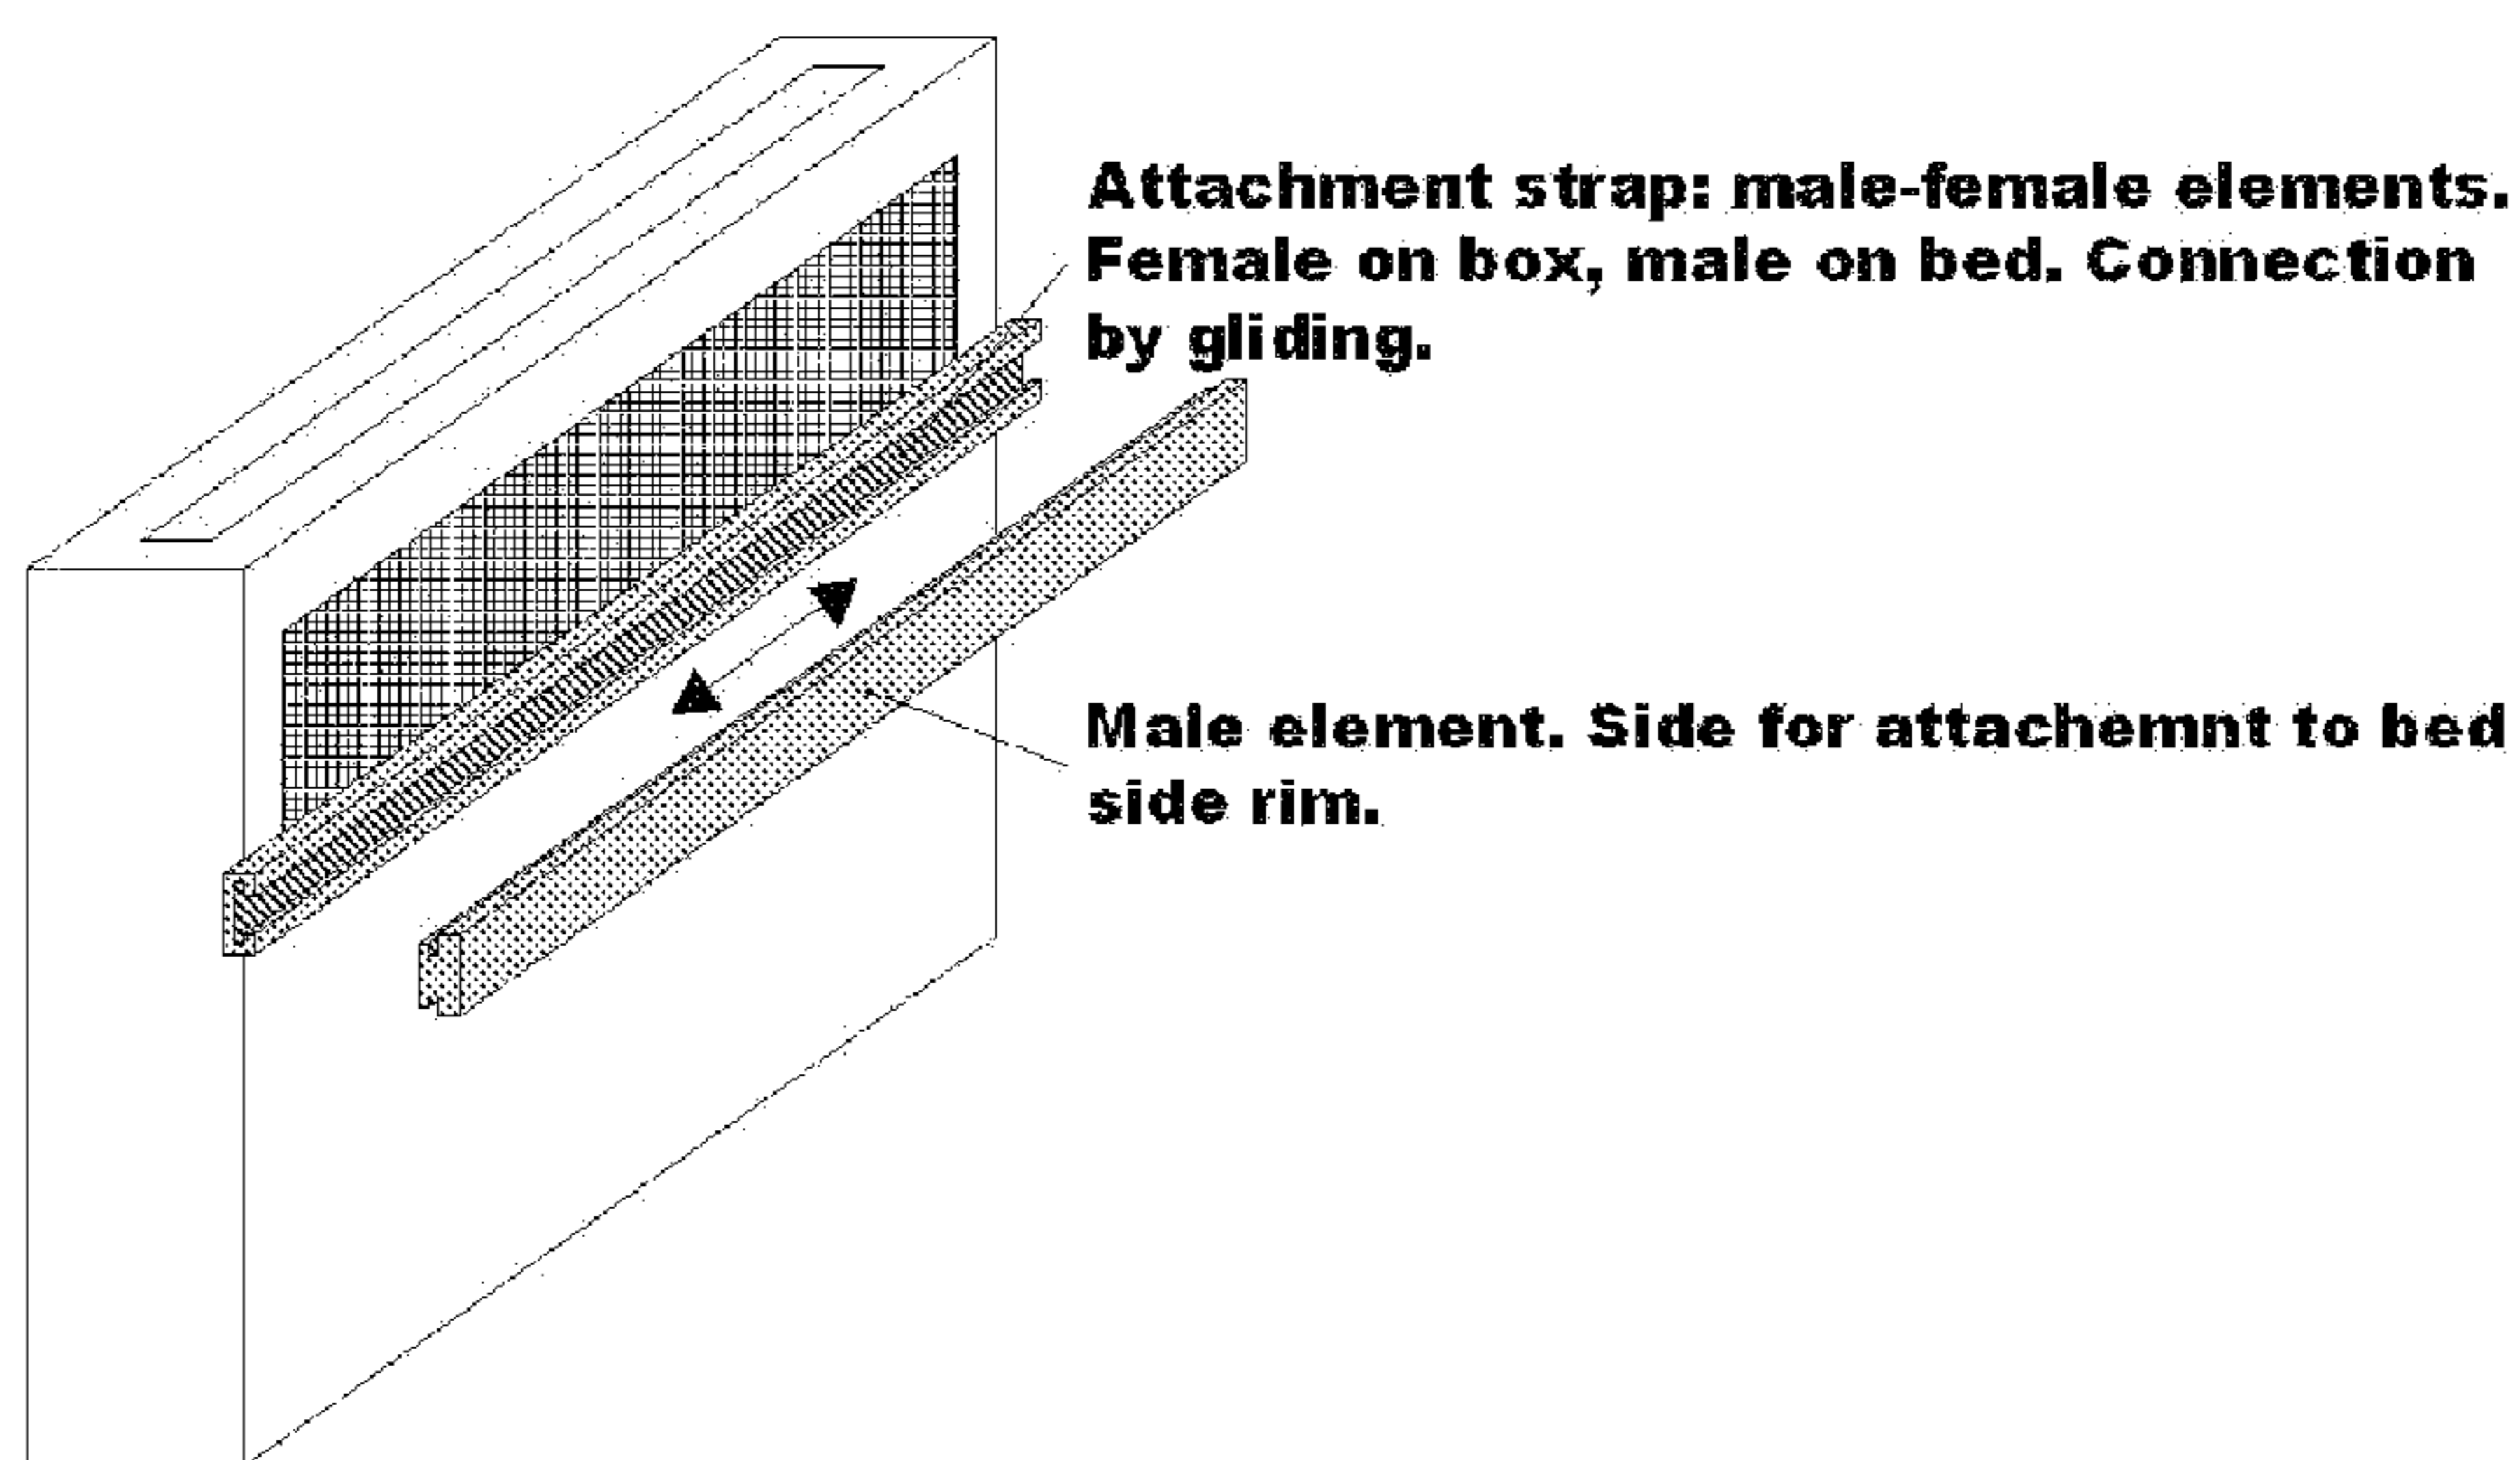 Attachment strap: male-female elements.
Female on box, male on bed. Connection
by gliding.
Male element. Side for attachemnt to bed
side rim.